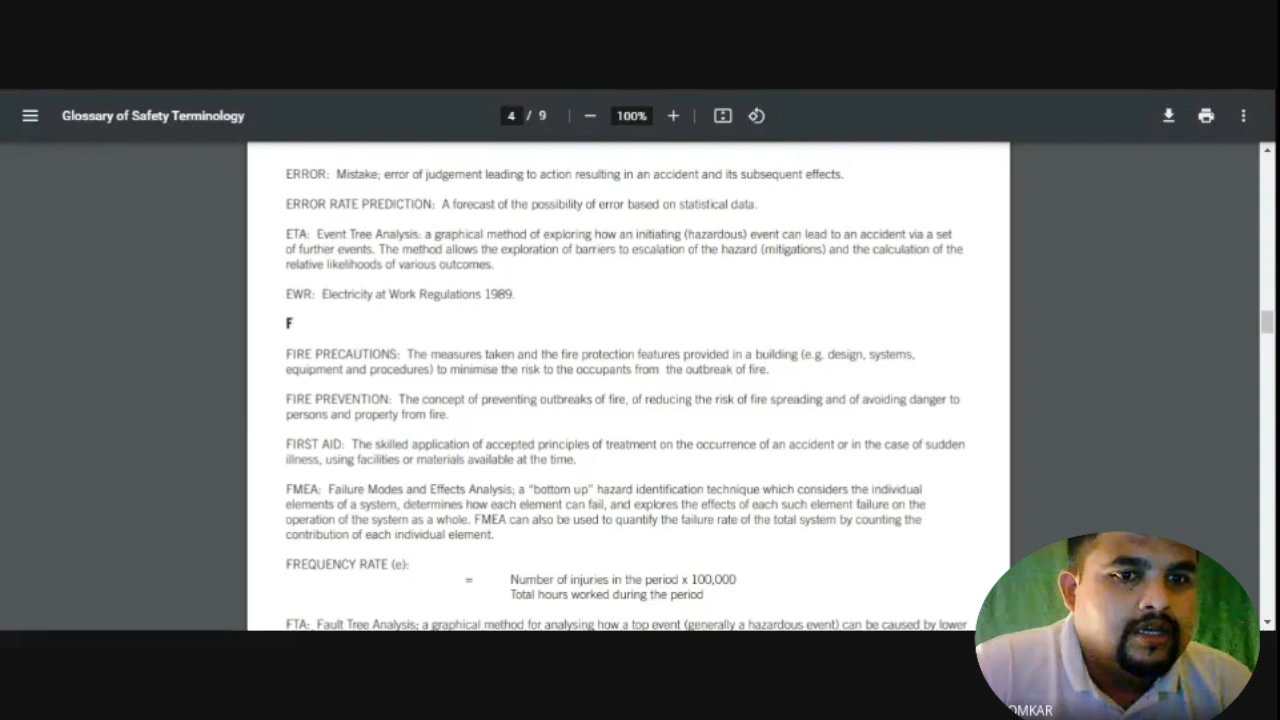 Glossary of Safety Terminology
4 / 9
100%
ERROR: Mistake; error of judgement leading to action resulting in an accident and its subsequent effects.
ERROR RATE PREDICTION: A forecast of the possibility of error based on statistical data.
ETA: Event Tree Analysis: a graphical method of exploring how an initiating (hazardous) event can lead to an accident via a set
of further events. The method allows the exploration of barriers to escalation of the hazard (mitigations) and the calculation of the
relative likelihoods of various outcomes.
EWR: Electricity at Work Regulations 1989.
F
FIRE PRECAUTIONS: The measures taken and the fire protection features provided in a building (e.g. design, systems,
equipment and procedures) to minimise the risk to the occupants from the outbreak of fire.
FIRE PREVENTION: The concept of preventing outbreaks of fire, of reducing the risk of fire spreading and of avoiding danger to
persons and property from fire.
FIRST AID: The skilled application of accepted principles of treatment on the occurrence of an accident or in the case of sudden
illness, using facilities or materials available at the time.
FMEA: Failure Modes and Effects Analysis; a “bottom up” hazard identification technique which considers the individual
elements of a system, determines how each element can fail, and explores the effects of each such element failure on the
operation of the system as a whole. FMEA can also be used to quantify the failure rate of the total system by counting the
contribution of each individual element.
FREQUENCY RATE (e):
= Number of injuries in the period x 100,000
Total hours worked during the period
FTA: Fault Tree Analysis; a graphical method for analysing how a top event (generally a hazardous event) can be caused by lower
OMKAR